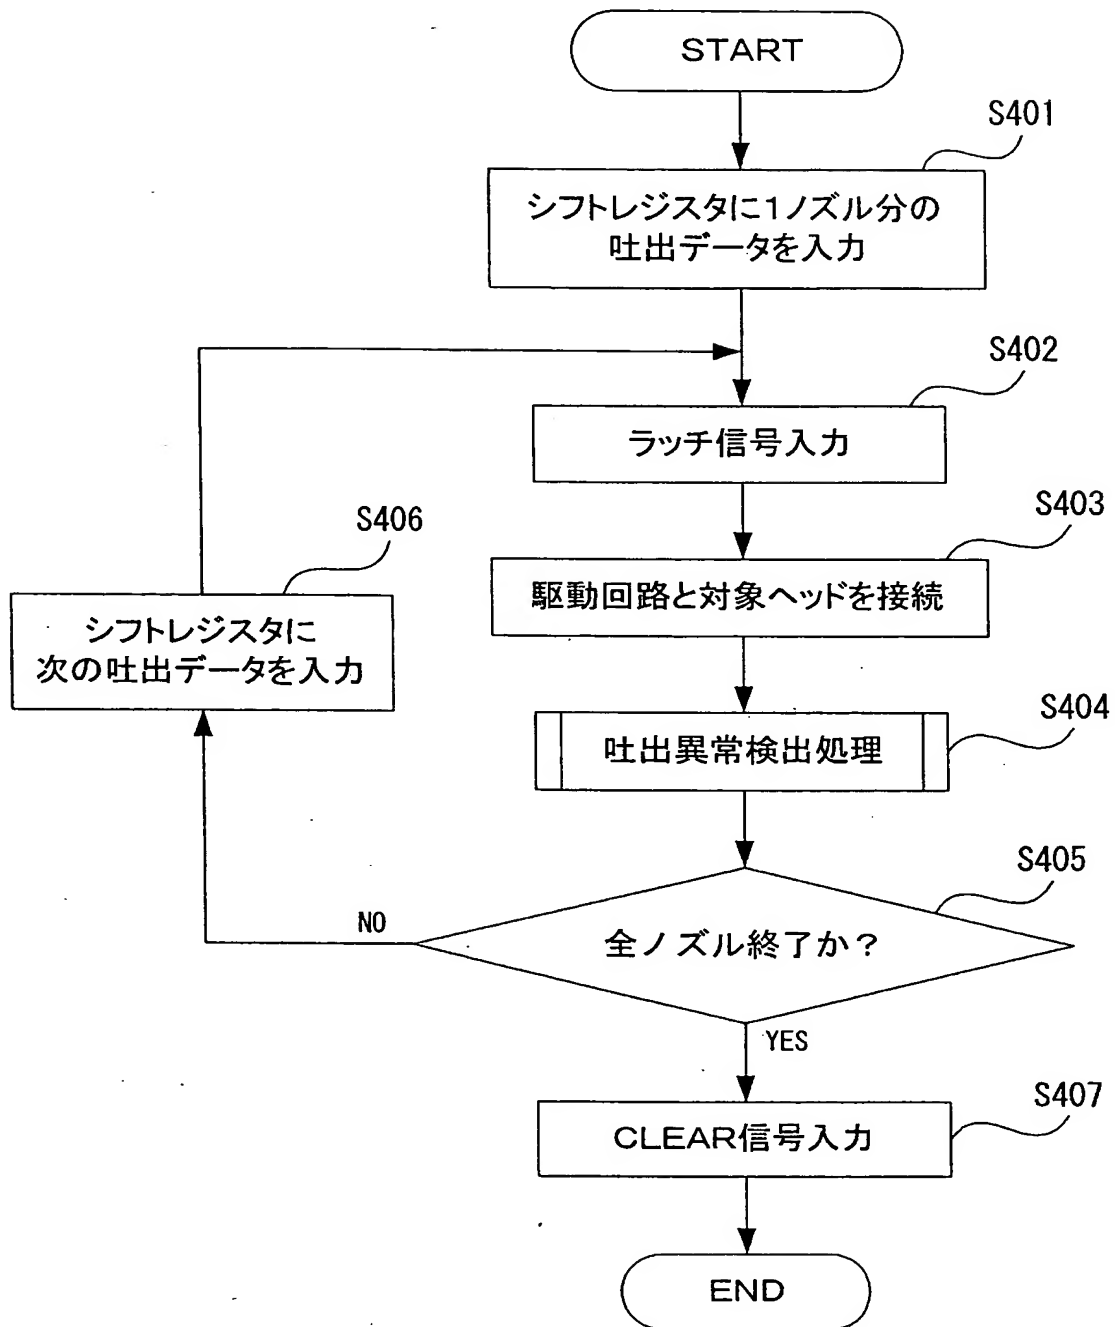 START
S401
シフトレジスタに1ノズル分の
吐出データを入力
S402
ラッチ信号入力
S403
駆動回路と対象ヘッドを接続
S406
シフトレジスタに
次の吐出データを入力
S404
吐出異常検出処理
S405
全ノズル終了か？
NO
YES
S407
CLEAR信号入力
END